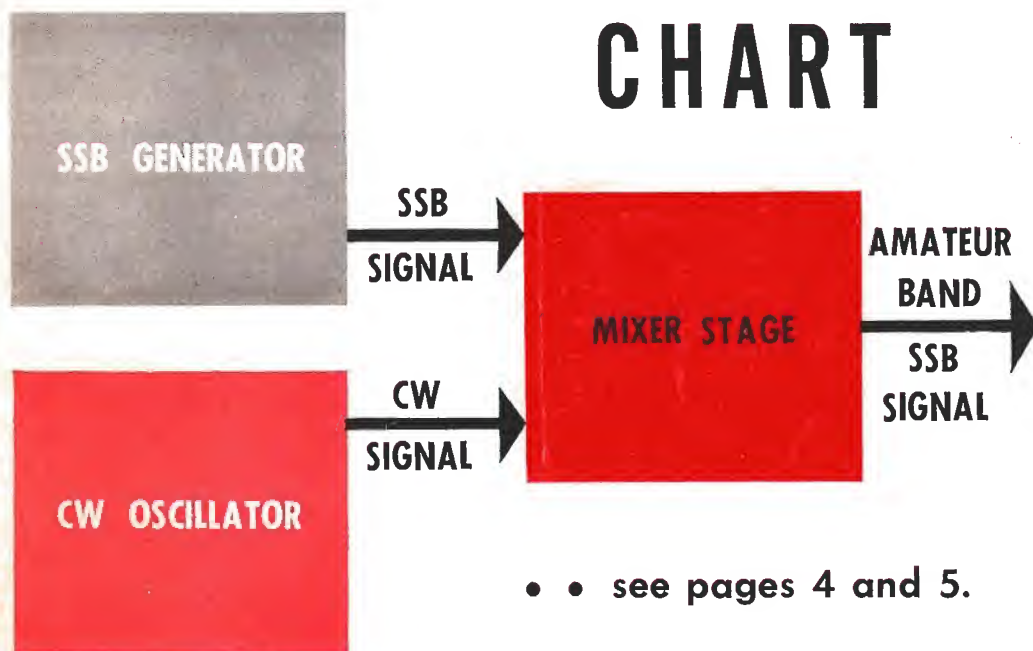 CHART
SSB GENERATOR
SSB
SIGNAL
AMATEUR
BAND
SSB
SIGNAL
MIXER STAGE
CW
SIGNAL
CW OSCILLATOR
• • see pages 4 and 5.